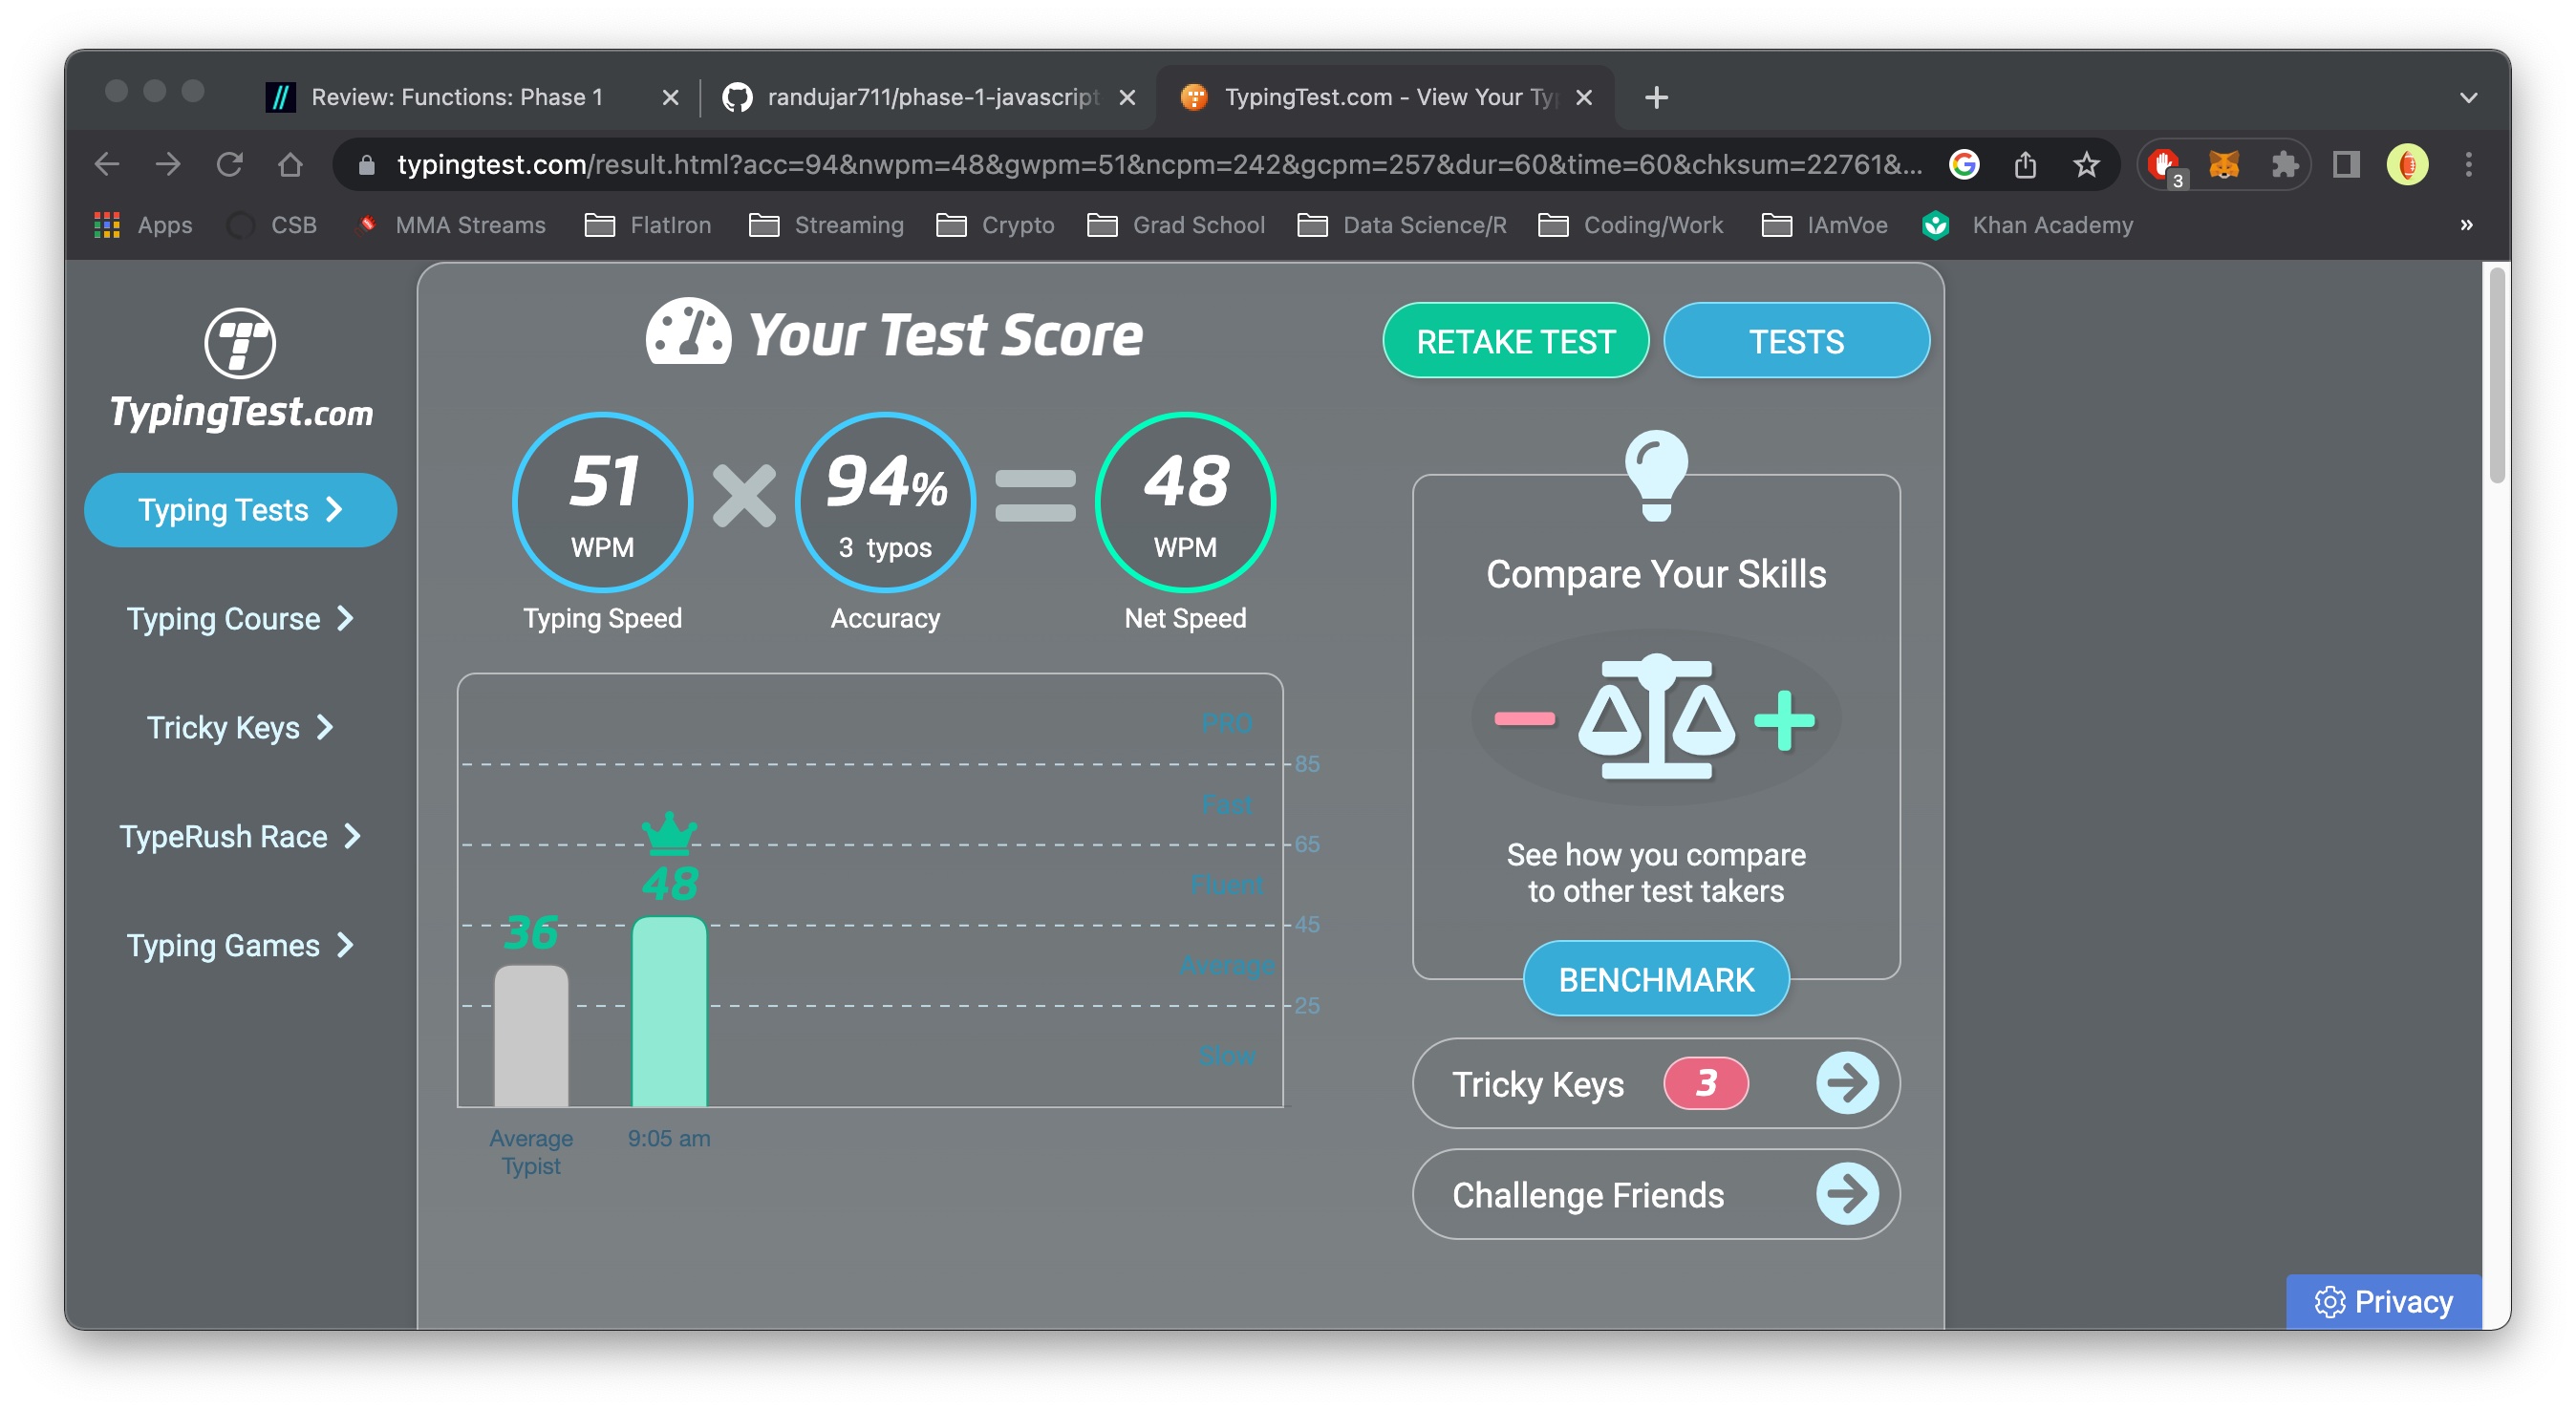 Review: Functions: Phase 1
randujar711/phase-1-javascript
TypingTest.com - View Your Ty
typingtest.com/result.html?acc=94&nwpm=48&gwpm=51&ncpm=242&gcpm=257&dur=60&time=60&chksum=22761&...
3
Apps
CSB
MMA Streams
FlatIron
Streaming
Crypto
Grad School
Data Science/R
Coding/Work
IAmVoe
Khan Academy
»
TypingTest.com
Typing Tests
Typing Course
Tricky Keys
TypeRush Race
Typing Games
Your Test Score
RETAKE TEST
TESTS
51
WPM
Typing Speed
94%
3 typos
Accuracy
48
WPM
Net Speed
PRO
85
Fast
65
Fluent
45
Average
25
Slow
36
48
Average
Typist
9:05 am
Compare Your Skills
See how you compare
to other test takers
BENCHMARK
Tricky Keys 3
Challenge Friends
Privacy